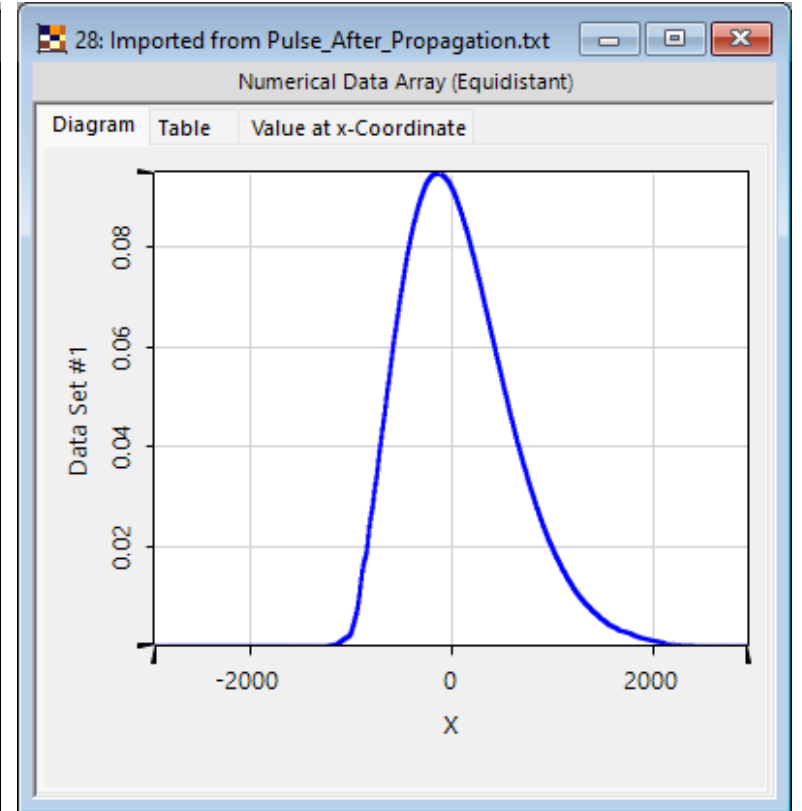 28: Imported from Pulse_After_Propagation.txt
Numerical Data Array (Equidistant)
Diagram Table Value at x-Coordinate
Data Set #1
0.08
0.06
0.04
0.02
-2000 0 2000
X